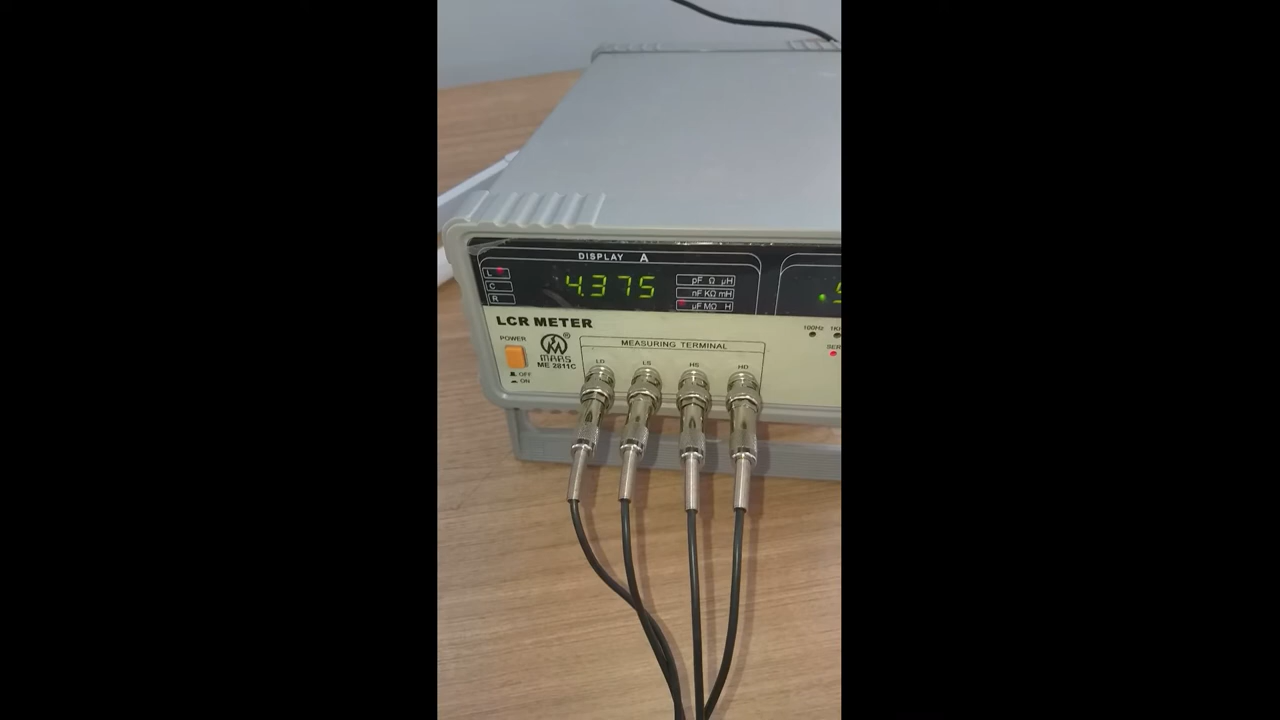 DISPLAY A
L
C
R
4.375
pF Ω μH
nF KΩ mH
μF MΩ H
LCR METER
POWER
OFF
ON
®
MARS
ME 2811C
MEASURING TERMINAL
LD LS HS HD
100Hz